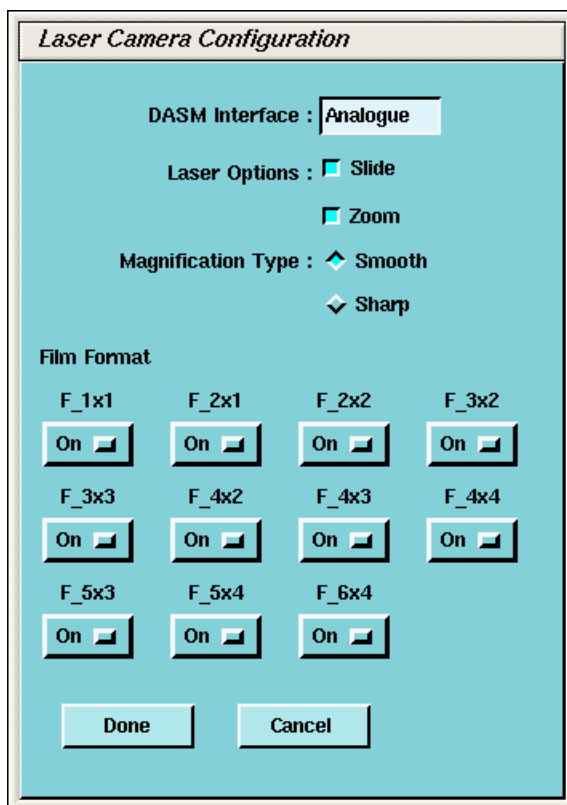 Laser Camera Configuration
DASM Interface : Analogue
Laser Options : Slide
Zoom
Magnification Type : Smooth
Sharp
Film Format
F_1x1 F_2x1 F_2x2 F_3x2
On On On On
F_3x3 F_4x2 F_4x3 F_4x4
On On On On
F_5x3 F_5x4 F_6x4
On On On
Done Cancel